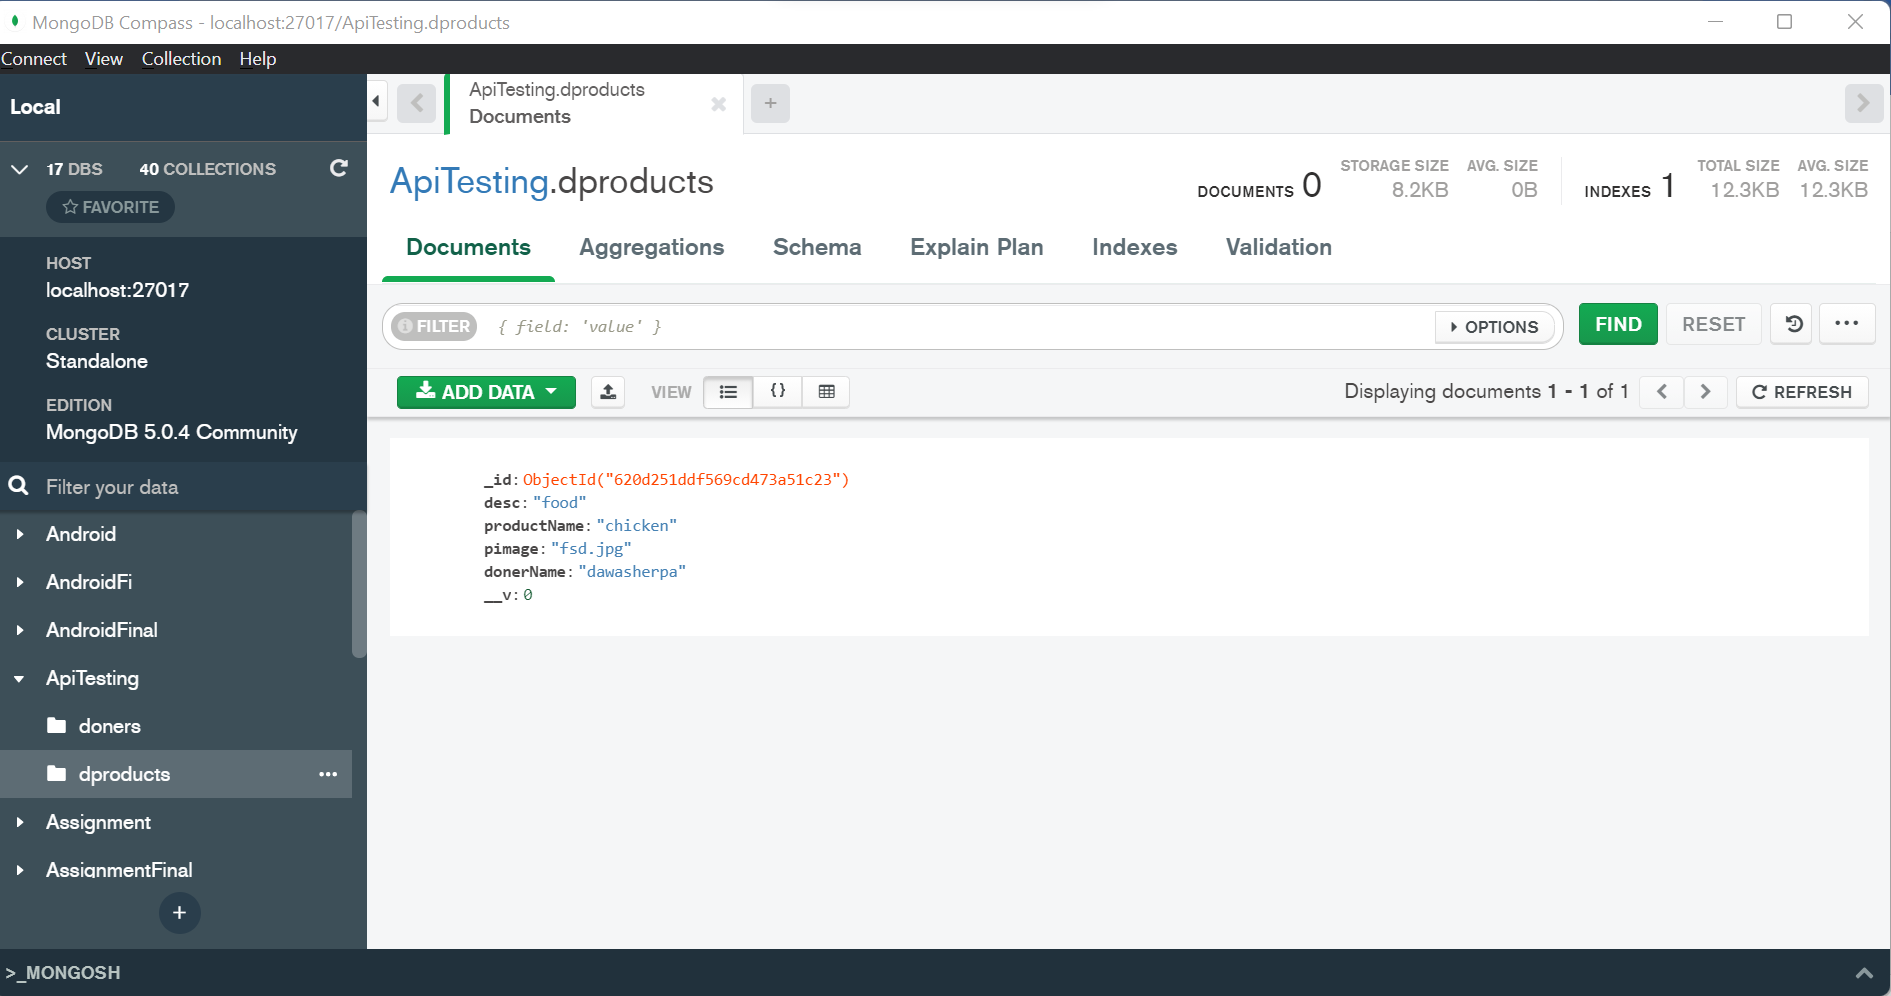 MongoDB Compass - localhost:27017/ApiTesting.dproducts
Connect View Collection Help
Local
17 DBS 40 COLLECTIONS
FAVORITE
HOST
localhost:27017
CLUSTER
Standalone
EDITION
MongoDB 5.0.4 Community
Filter your data
Android
AndroidFi
AndroidFinal
ApiTesting
doners
dproducts
Assignment
AssignmentFinal
ApiTesting.dproducts
Documents
ApiTesting.dproducts
DOCUMENTS 0
STORAGE SIZE AVG. SIZE
8.2KB 0B
INDEXES 1
TOTAL SIZE AVG. SIZE
12.3KB 12.3KB
Documents Aggregations Schema Explain Plan Indexes Validation
FILTER { field: 'value' } OPTIONS FIND RESET
ADD DATA VIEW { } Displaying documents 1 - 1 of 1 REFRESH
_id: ObjectId("620d251ddf569cd473a51c23")
desc: "food"
productName: "chicken"
pimage: "fsd.jpg"
donerName: "dawasherpa"
__v: 0
>_MONGOSH